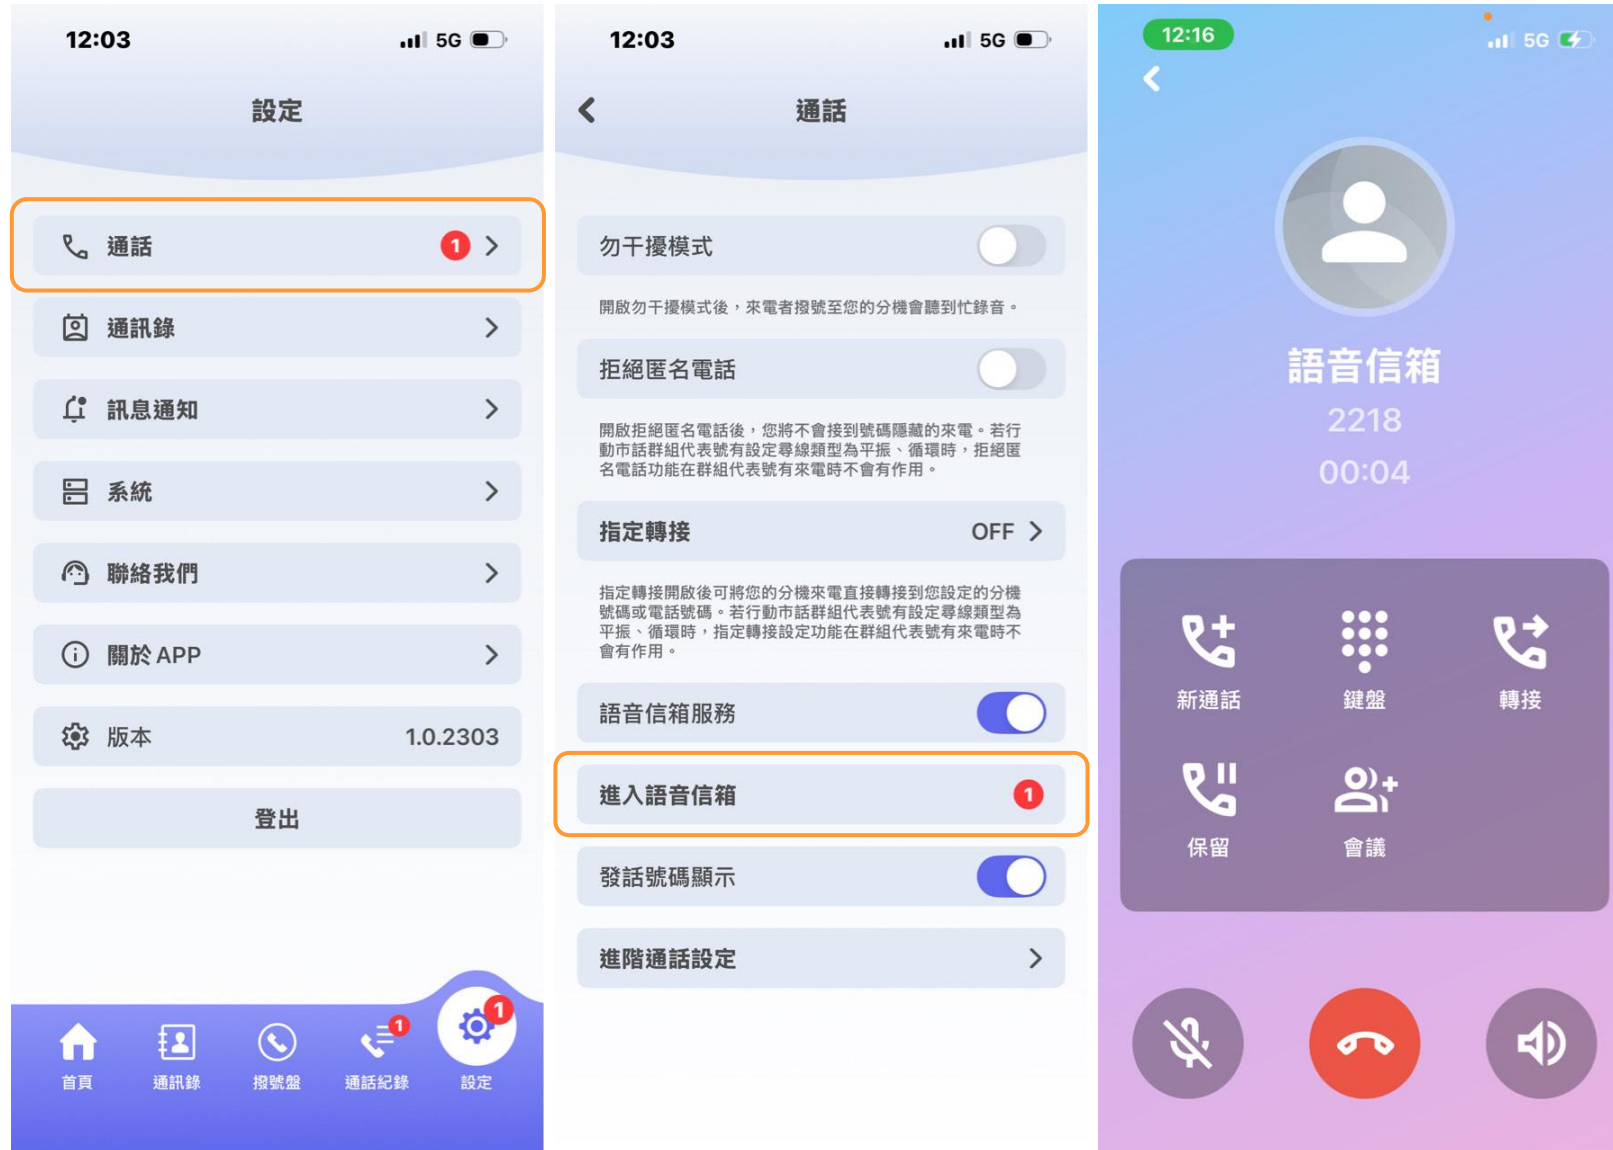 12:03
5G
設定
通話
1
通訊錄
訊息通知
系統
聯絡我們
關於 APP
版本
1.0.2303
登出
1
1
首頁
通訊錄
撥號盤
通話紀錄
設定
12:03
5G
通話
勿干擾模式
開啟勿干擾模式後，來電者撥號至您的分機會聽到忙錄音。
拒絕匿名電話
開啟拒絕匿名電話後，您將不會接到號碼隱藏的來電。若行
動市話群組代表號有設定尋線類型為平振、循環時，拒絕匿
名電話功能在群組代表號有來電時不會有作用。
指定轉接
OFF
指定轉接開啟後可將您的分機來電直接轉接到您設定的分機
號碼或電話號碼。若行動市話群組代表號有設定尋線類型為
平振、循環時，指定轉接設定功能在群組代表號有來電時不
會有作用。
語音信箱服務
進入語音信箱
1
發話號碼顯示
進階通話設定
12:16
5G
語音信箱
2218
00:04
新通話
鍵盤
轉接
保留
會議